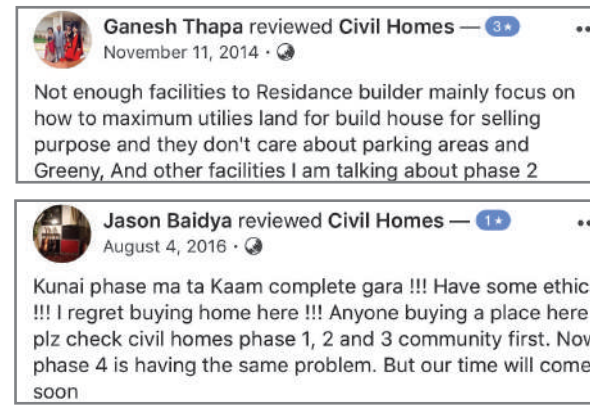 Ganesh Thapa reviewed Civil Homes — 3★
November 11, 2014 ·
Not enough facilities to Residance builder mainly focus on
how to maximum utilies land for build house for selling
purpose and they don't care about parking areas and
Greeny, And other facilities I am talking about phase 2
Jason Baidya reviewed Civil Homes — 1★
August 4, 2016 ·
Kunai phase ma ta Kaam complete gara !!! Have some ethic
!!! I regret buying home here !!! Anyone buying a place here
plz check civil homes phase 1, 2 and 3 community first. Now
phase 4 is having the same problem. But our time will come
soon